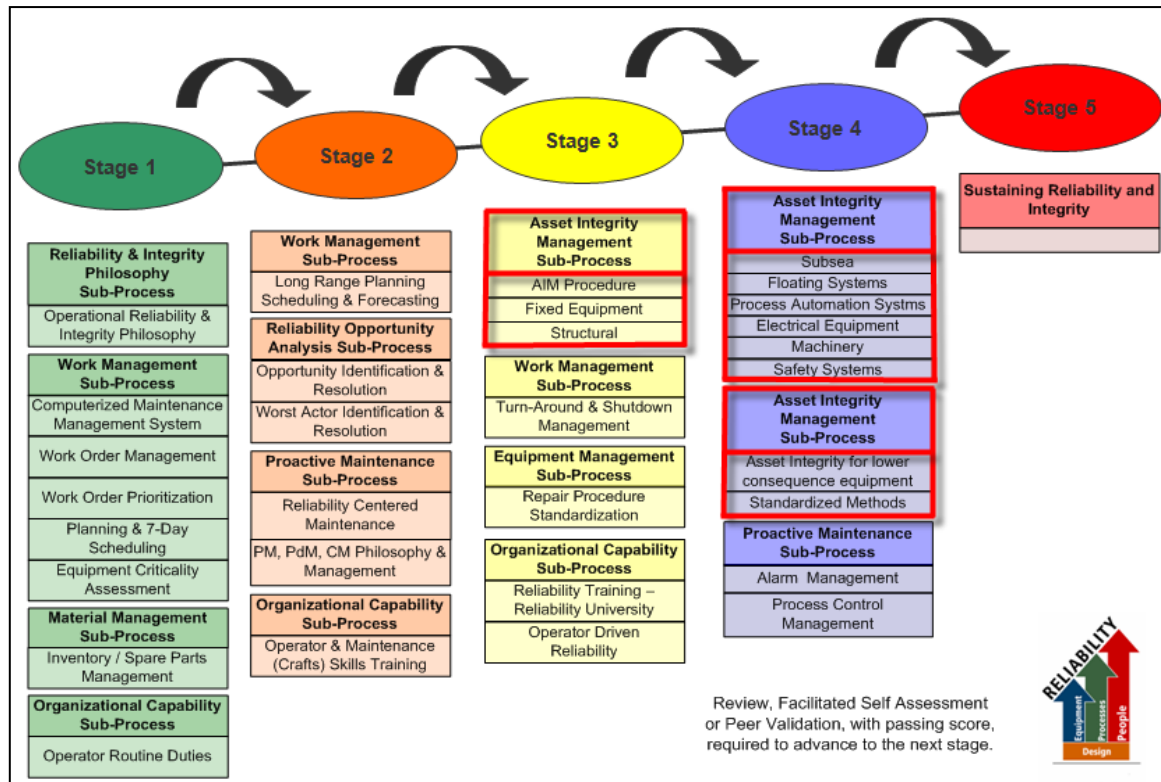 Stage 1
Stage 2
Stage 3
Stage 4
Stage 5
Reliability & Integrity
Philosophy
Sub-Process
Operational Reliability &
Integrity Philosophy
Work Management
Sub-Process
Computerized Maintenance
Management System
Work Order Management
Work Order Prioritization
Planning & 7-Day
Scheduling
Equipment Criticality
Assessment
Material Management
Sub-Process
Inventory / Spare Parts
Management
Organizational Capability
Sub-Process
Operator Routine Duties
Work Management
Sub-Process
Long Range Planning
Scheduling & Forecasting
Reliability Opportunity
Analysis Sub-Process
Opportunity Identification &
Resolution
Worst Actor Identification &
Resolution
Proactive Maintenance
Sub-Process
Reliability Centered
Maintenance
PM, PdM, CM Philosophy &
Management
Organizational Capability
Sub-Process
Operator & Maintenance
(Crafts) Skills Training
Asset Integrity
Management
Sub-Process
AIM Procedure
Fixed Equipment
Structural
Work Management
Sub-Process
Turn-Around & Shutdown
Management
Equipment Management
Sub-Process
Repair Procedure
Standardization
Organizational Capability
Sub-Process
Reliability Training –
Reliability University
Operator Driven
Reliability
Asset Integrity
Management
Sub-Process
Subsea
Floating Systems
Process Automation Systms
Electrical Equipment
Machinery
Safety Systems
Asset Integrity
Management
Sub-Process
Asset Integrity for lower
consequence equipment
Standardized Methods
Proactive Maintenance
Sub-Process
Alarm Management
Process Control
Management
Sustaining Reliability and
Integrity
Review, Facilitated Self Assessment
or Peer Validation, with passing score,
required to advance to the next stage.
RELIABILITY
Equipment
Processes
People
Design